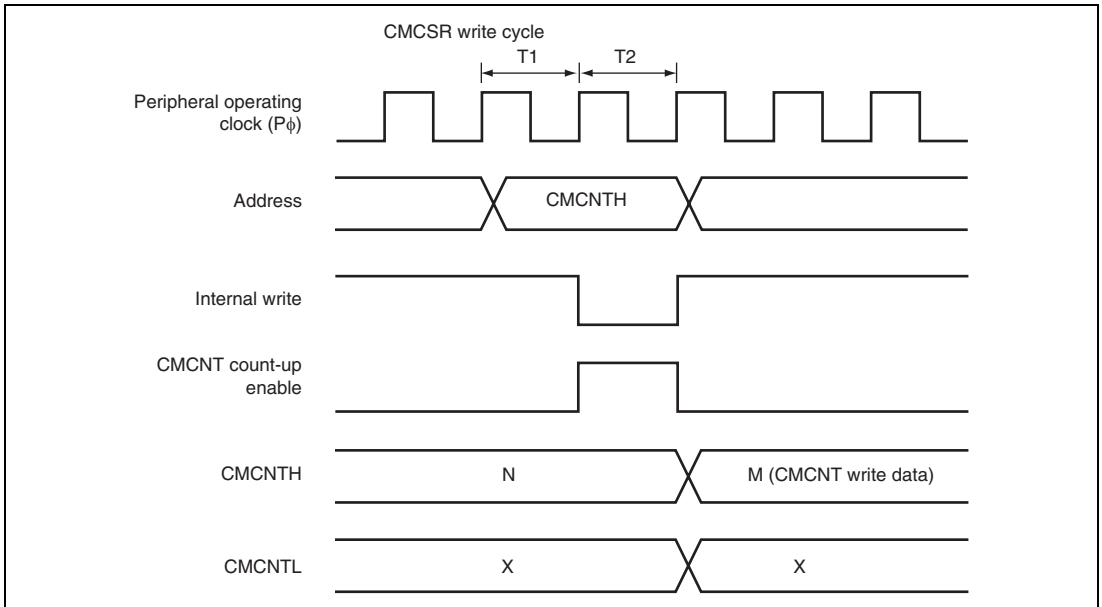 CMCSR write cycle
T1 T2
Peripheral operating
clock (Pϕ)
Address CMCNTH
Internal write
CMCNT count-up
enable
CMCNTH N M (CMCNT write data)
CMCNTL X X